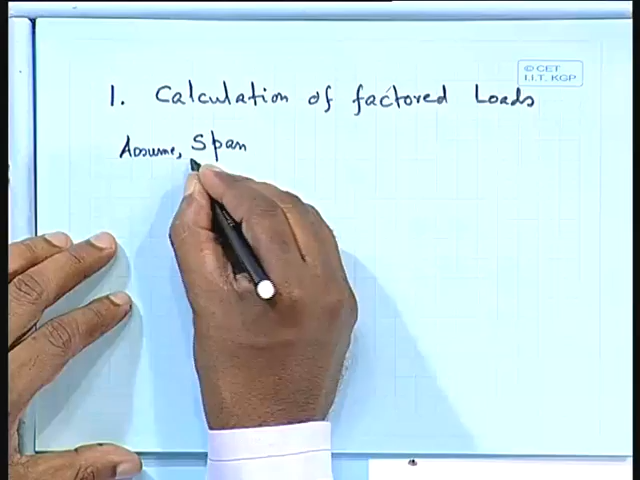 © CET
I.I.T. KGP
1. Calculation of factored Loads
Assume, Span